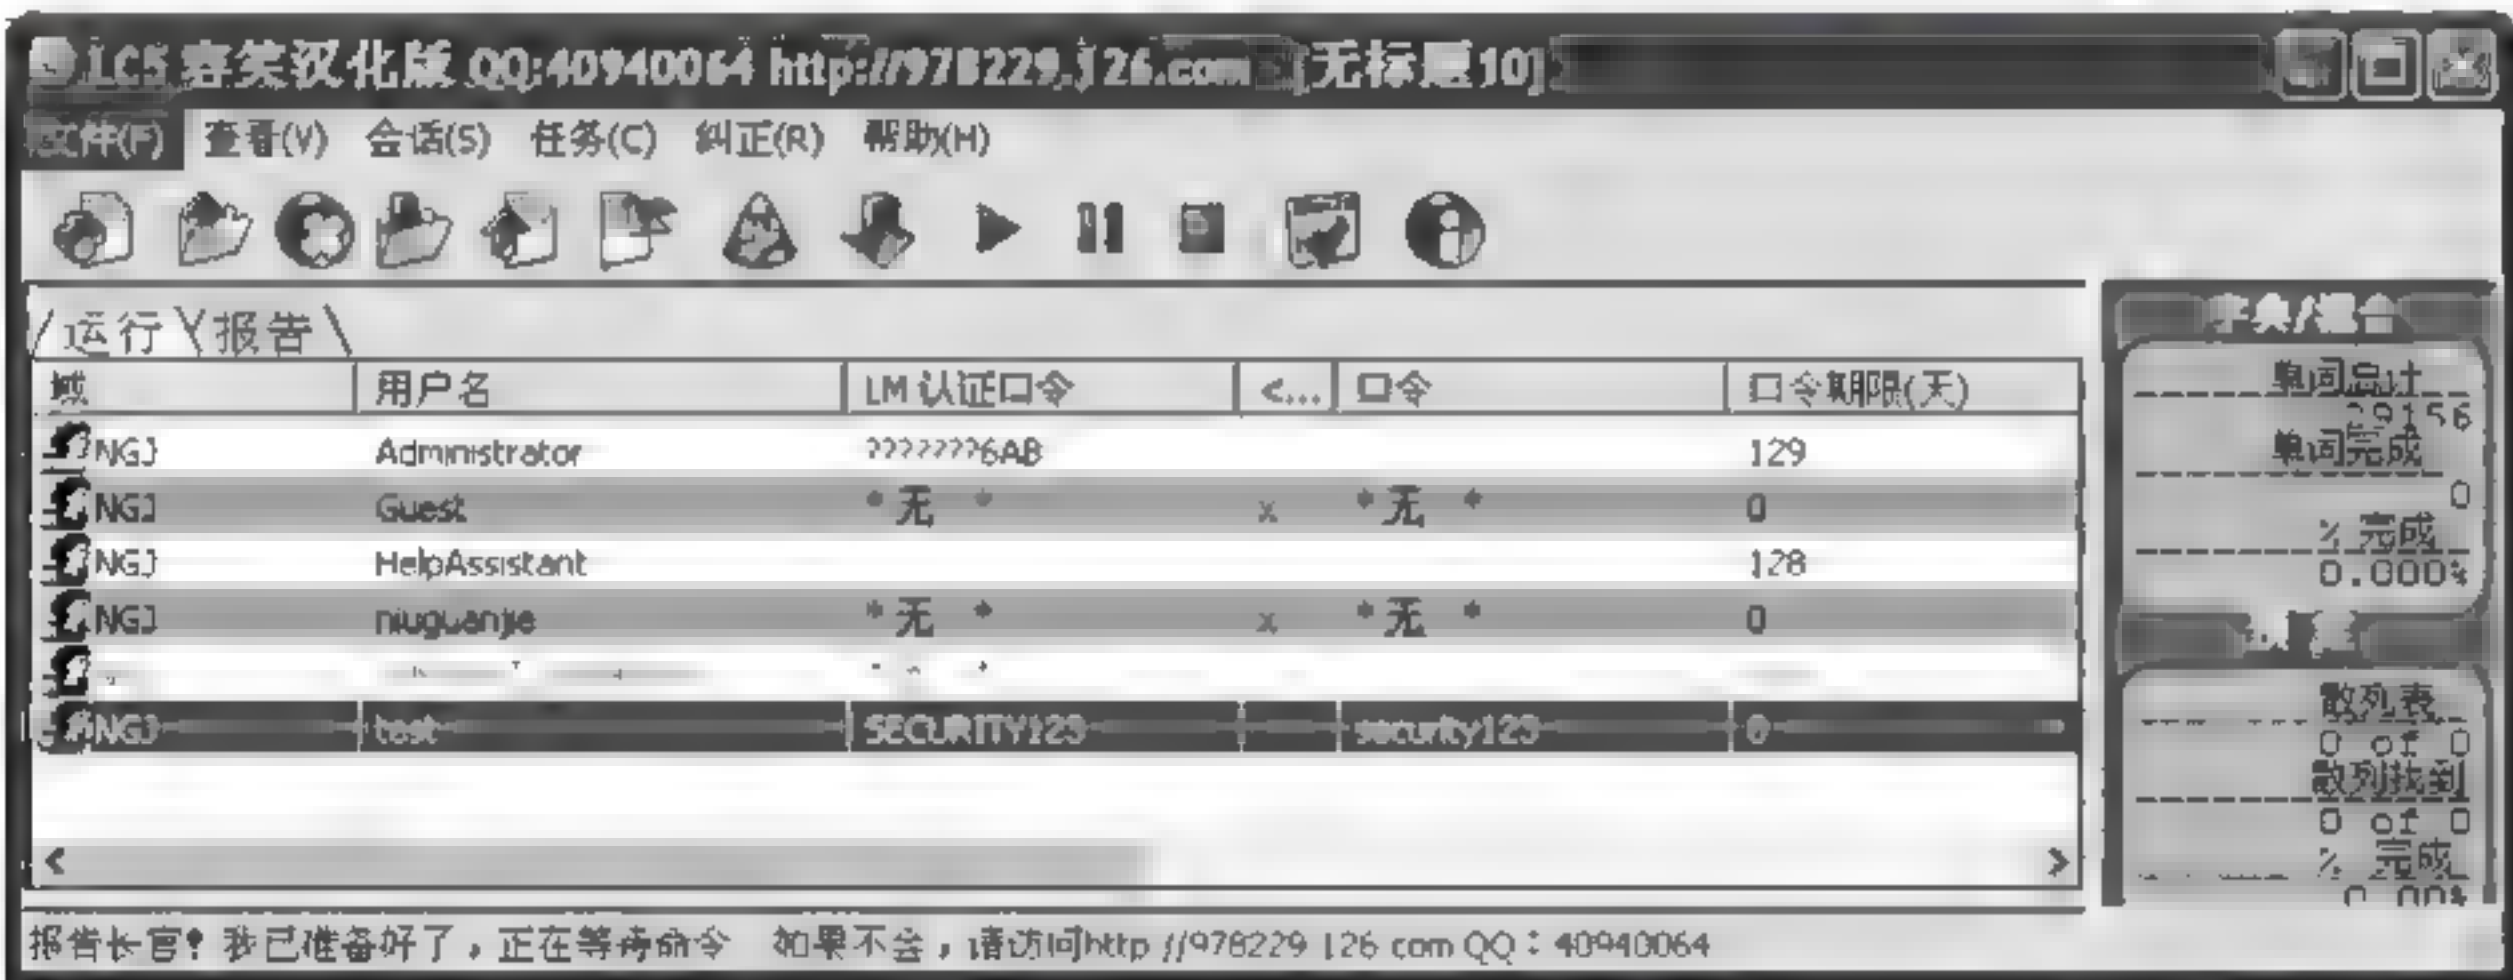 LC5 容笑汉化版 QQ:40940064 http://978229.126.com - [无标题10]
文件(F) 查看(V) 会话(S) 任务(C) 纠正(R) 帮助(H)
运行 报告
域 用户名 LM 认证口令 <... 口令 口令期限(天)
NGJ Administrator ???????6AB 129
NGJ Guest * 无 * x * 无 * 0
NGJ HelpAssistant 128
NGJ niuguanjie * 无 * x * 无 * 0
NGJ test SECURITY123 security123 0
单词总计
29156
单词完成
0
% 完成
0.000%
散列表
0 of 0
散列找到
0 of 0
% 完成
报告长官！我已准备好了，正在等待命令 如果不会，请访问http //978229 126 com QQ：40940064